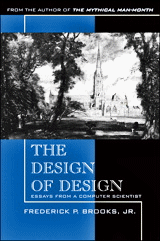 FROM THE AUTHOR OF THE MYTHICAL MAN-MONTH
THE
DESIGN
OF DESIGN
ESSAYS FROM A COMPUTER SCIENTIST
FREDERICK P. BROOKS, JR.